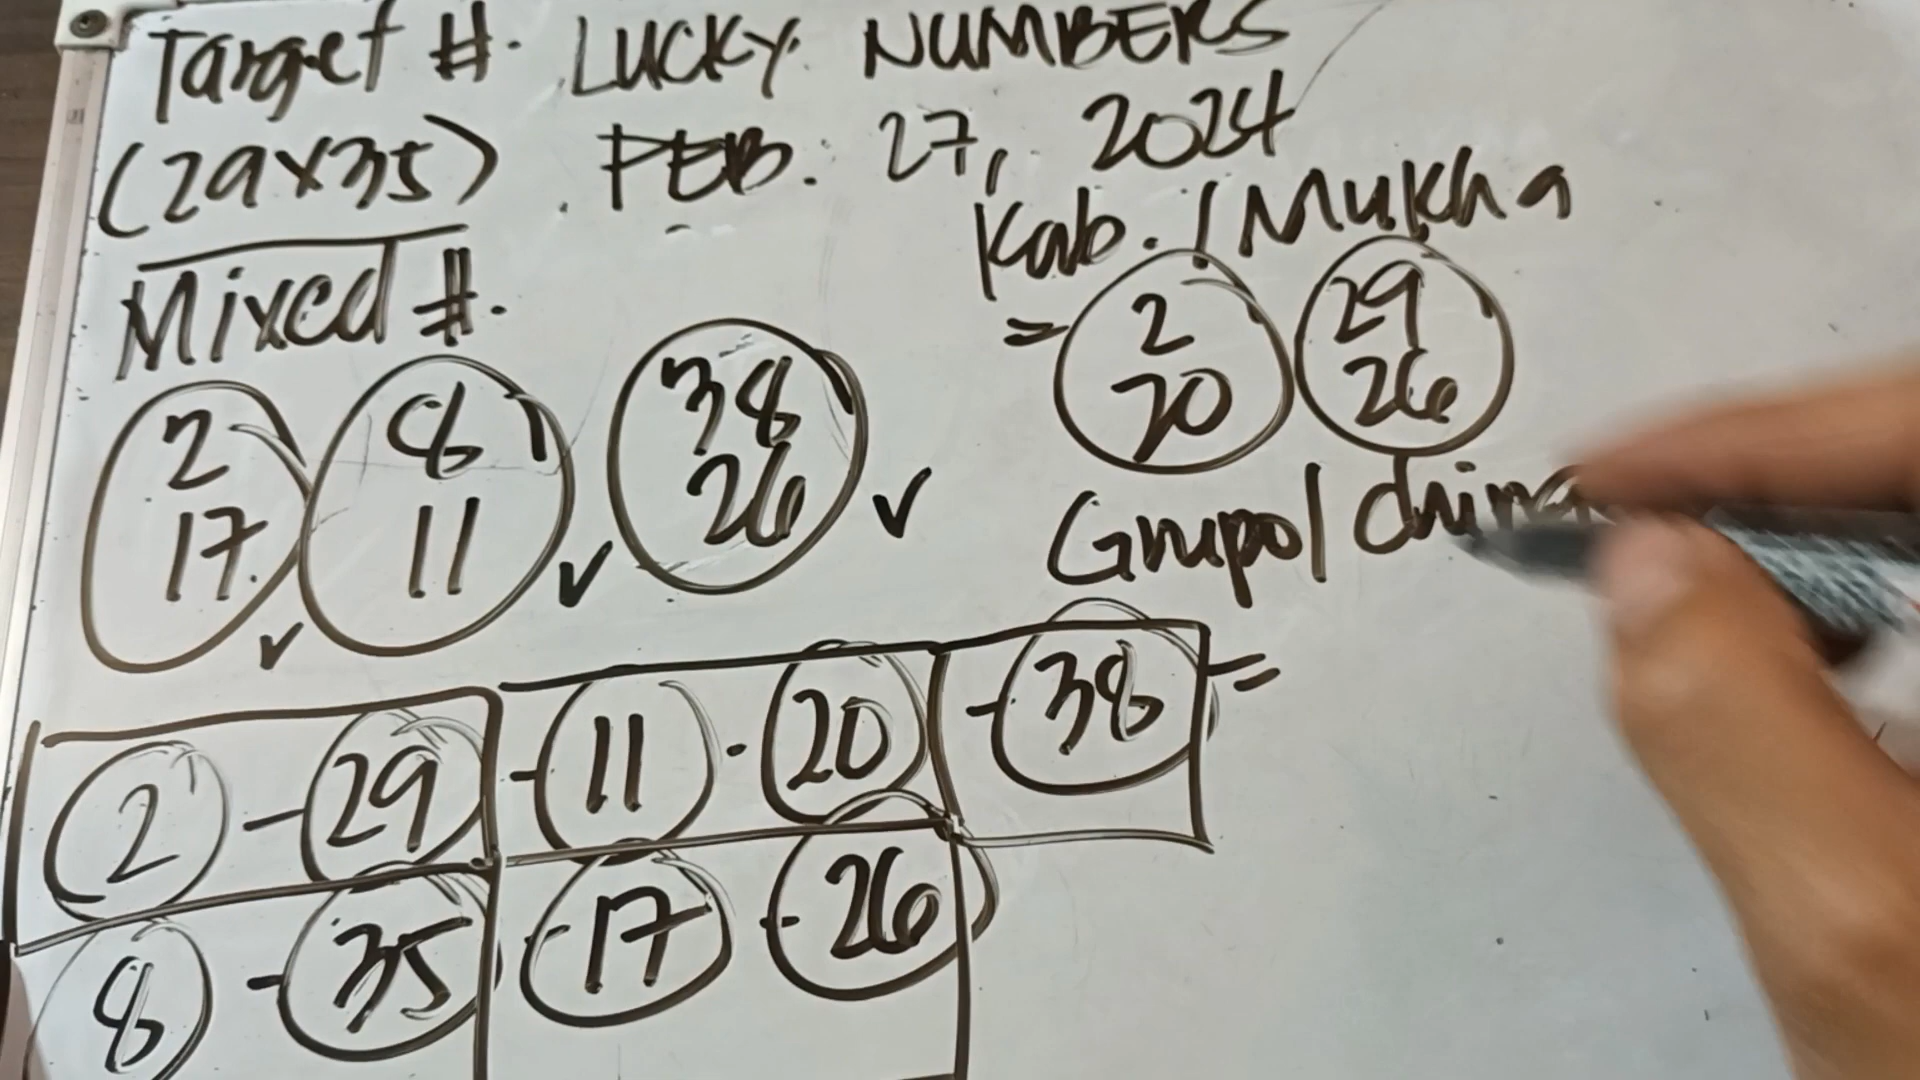 Target #. LUCKY NUMBERS
(29x35) FEB. 27, 2024
Kab. / Mukha
Mixed #.
= 2 29
20 26
2 8 38
17 11 26
Grupo/
2 - 29 - 11 - 20 - 38 =
8 - 35 - 17 - 26